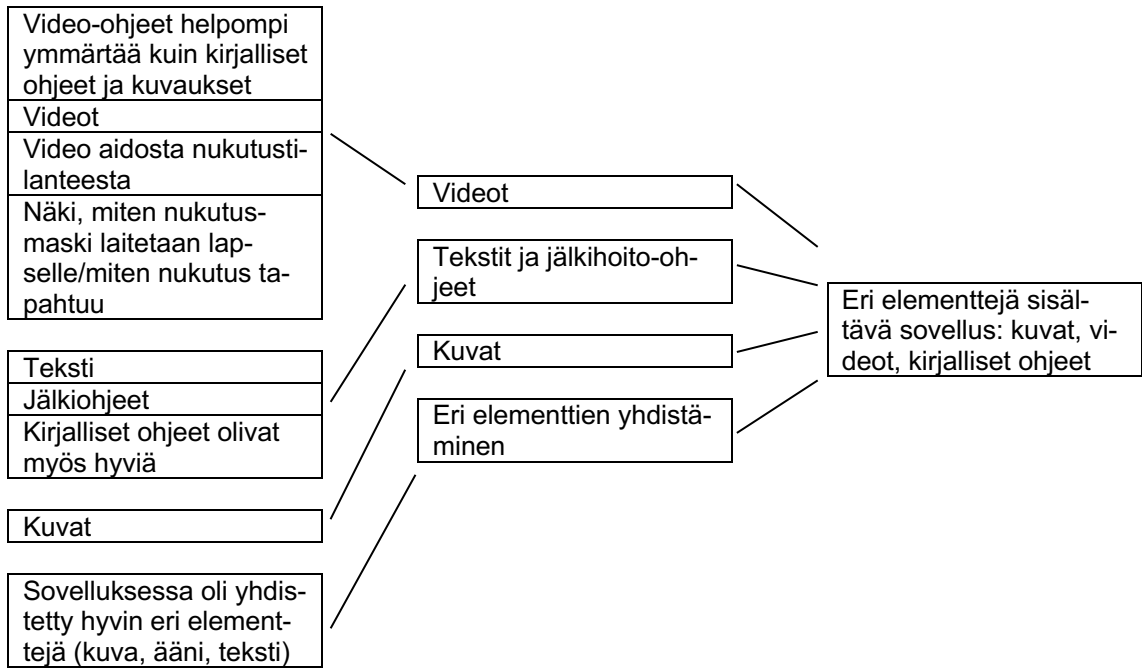 Video-ohjeet helpompi
ymmärtää kuin kirjalliset
ohjeet ja kuvaukset
Videot
Video aidosta nukutusti-
lanteesta
Näki, miten nukutus-
maski laitetaan lap-
selle/miten nukutus ta-
pahtuu
Teksti
Jälkiohjeet
Kirjalliset ohjeet olivat
myös hyviä
Kuvat
Sovelluksessa oli yhdis-
tetty hyvin eri element-
tejä (kuva, ääni, teksti)
Videot
Tekstit ja jälkihoito-oh-
jeet
Kuvat
Eri elementtien yhdistä-
minen
Eri elementtejä sisäl-
tävä sovellus: kuvat, vi-
deot, kirjalliset ohjeet